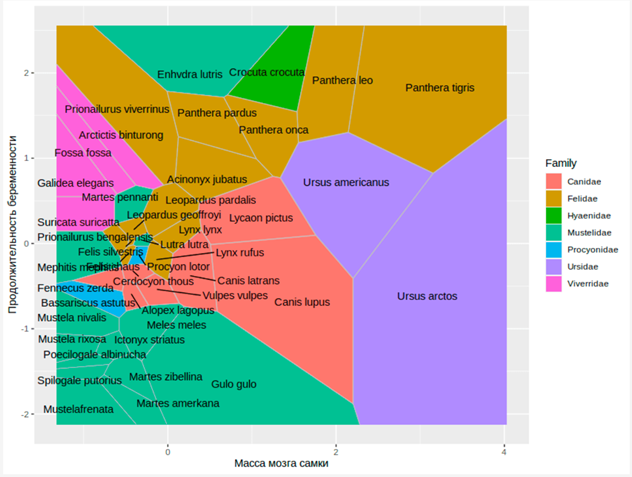 Enhvdra lutris
Crocuta crocuta
Panthera leo
Panthera tigris
Prionailurus viverrinus
Panthera pardus
Panthera onca
Arctictis binturong
Fossa fossa
Galidea elegans
Acinonyx jubatus
Ursus americanus
Martes pennanti
Leopardus pardalis
Leopardus geoffroyi
Lycaon pictus
Suricata suricatta
Lynx lynx
Prionailurus bengalensis
Lutra lutra
Felis silvestris
Lynx rufus
Mephitis mephitis
Felis chaus
Procyon lotor
Cerdocyon thous
Canis latrans
Fennecus zerda
Vulpes vulpes
Ursus arctos
Bassariscus astutus
Canis lupus
Alopex lagopus
Mustela nivalis
Meles meles
Mustela rixosa
Ictonyx striatus
Poecilogale albinucha
Spilogale putorius
Martes zibellina
Gulo gulo
Mustelafrenata
Martes amerkana
2
1
0
-1
-2
0
2
4
Масса мозга самки
Продолжительность беременности
Family
Canidae
Felidae
Hyaenidae
Mustelidae
Procyonidae
Ursidae
Viverridae